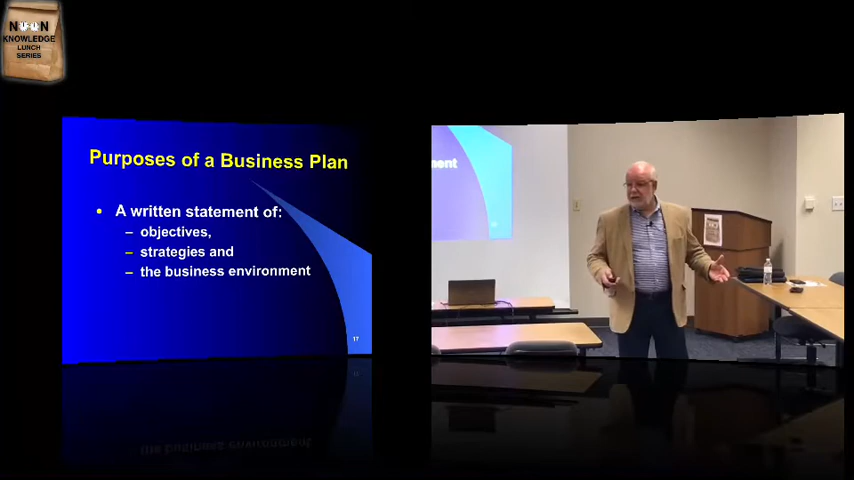 NOON
KNOWLEDGE
LUNCH
SERIES
Purposes of a Business Plan
• A written statement of:
– objectives,
– strategies and
– the business environment
17
ment